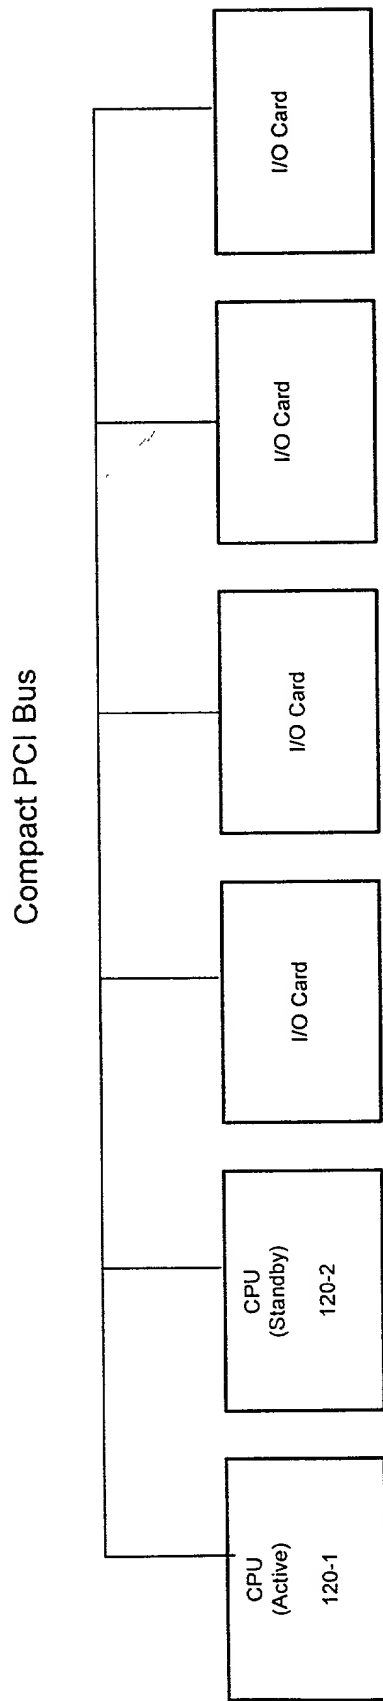 Compact PCI Bus
CPU
(Active)
120-1
CPU
(Standby)
120-2
I/O Card
I/O Card
I/O Card
I/O Card